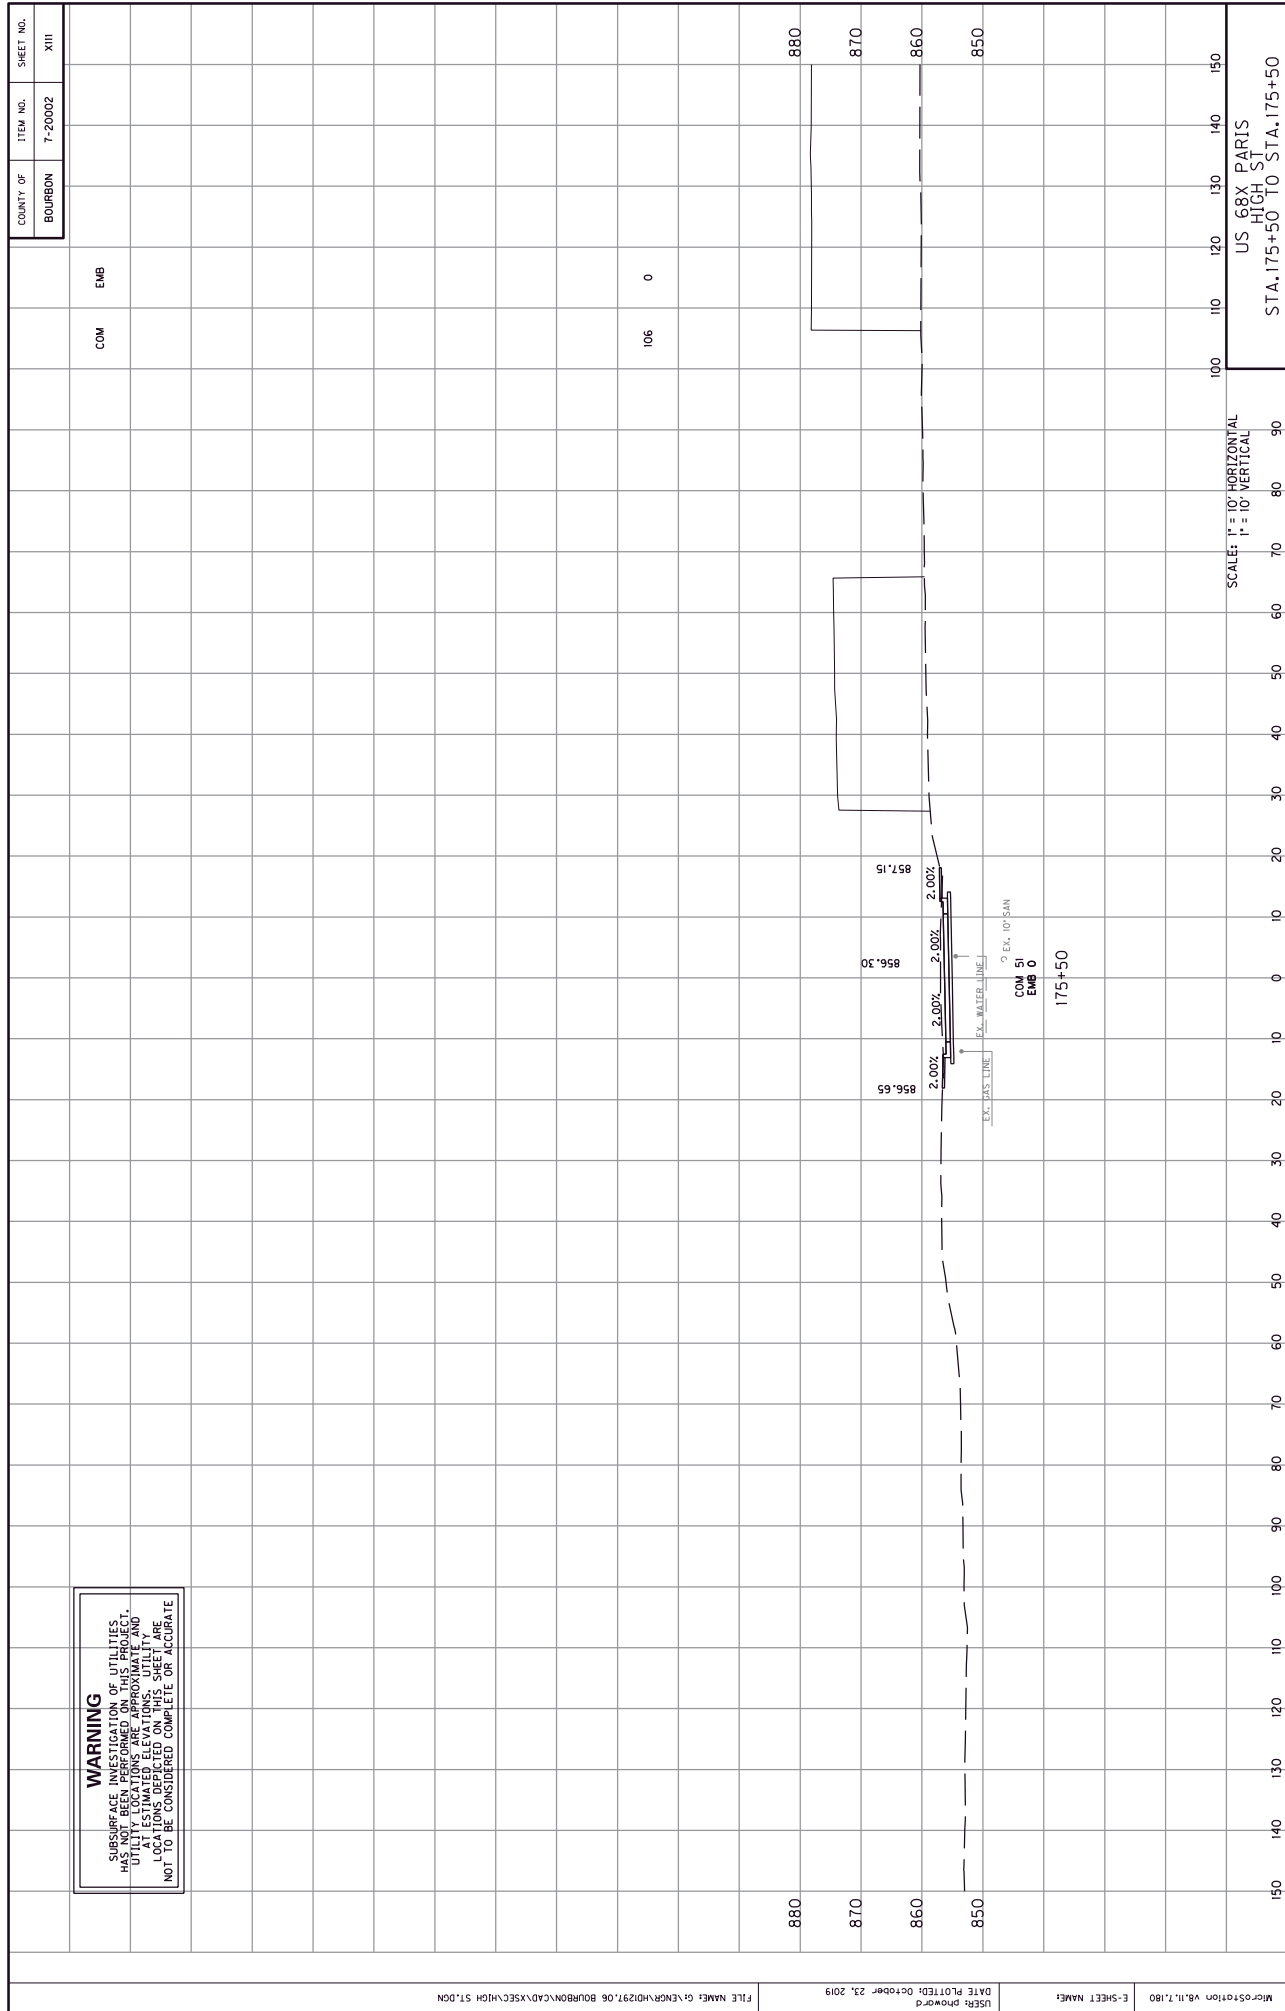 COUNTY OF
ITEM NO.
SHEET NO.
BOURBON
7-20002
X111
COM
EMB
106
0
WARNING
SUBSURFACE INVESTIGATION OF UTILITIES
HAS NOT BEEN PERFORMED ON THIS PROJECT.
UTILITY LOCATIONS ARE APPROXIMATE AND
AT ESTIMATED ELEVATIONS. UTILITY
LOCATIONS DEPICTED ON THIS SHEET ARE
NOT TO BE CONSIDERED COMPLETE OR ACCURATE
880
880
870
870
860
860
850
850
856.65
856.30
857.15
2.00%
2.00%
2.00%
2.00%
EX. GAS LINE
EX. WATER LINE
EX. 10" SAN
COM 51
EMB 0
175+50
SCALE: 1" = 10' HORIZONTAL
1" = 10' VERTICAL
150 140 130 120 110 100 90 80 70 60 50 40 30 20 10 0 10 20 30 40 50 60 70 80 90 100 110 120 130 140 150
US 68X PARIS
HIGH ST
STA.175+50 TO STA.175+50
FILE NAME: G:\ENGR\HD\21297.06 BOURBON\CAD\XSEC\HIGH ST.DGN
USER: phoward
DATE PLOTTED: October 23, 2019
E-SHEET NAME:
MicroStation v8.11.7.180